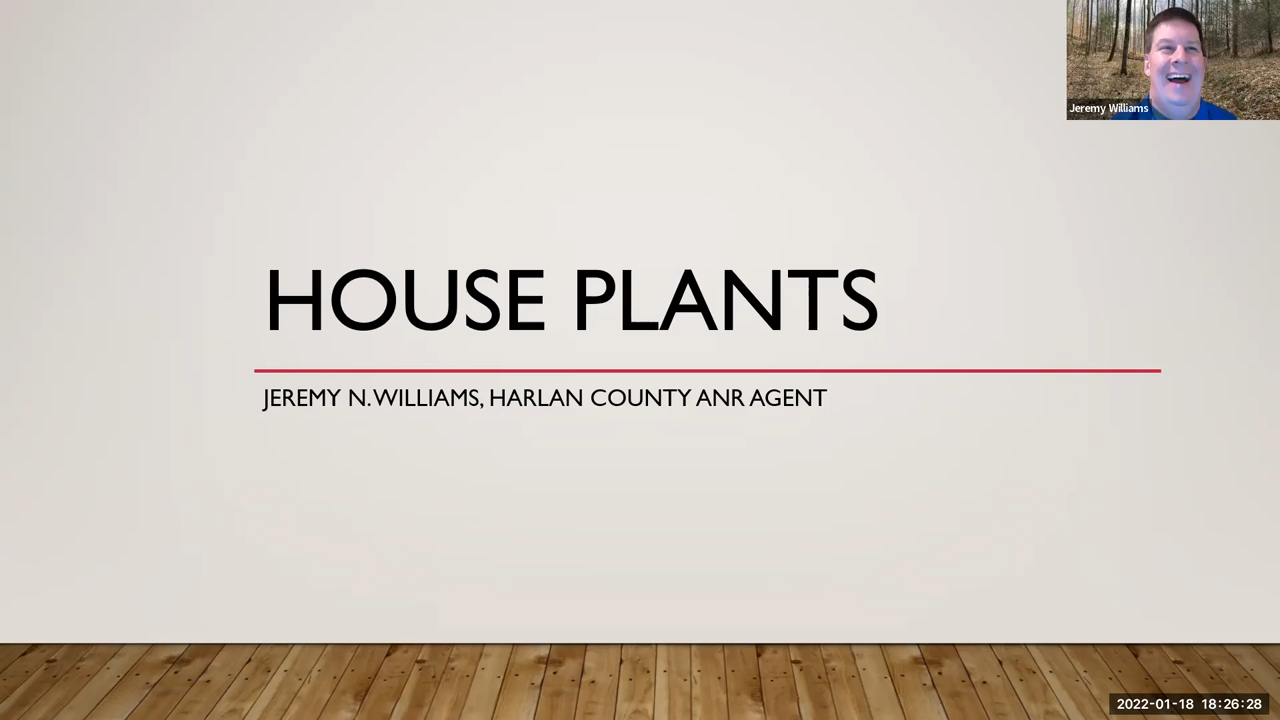 Jeremy Williams
HOUSE PLANTS
JEREMY N. WILLIAMS, HARLAN COUNTY ANR AGENT
2022-01-18 18:26:28